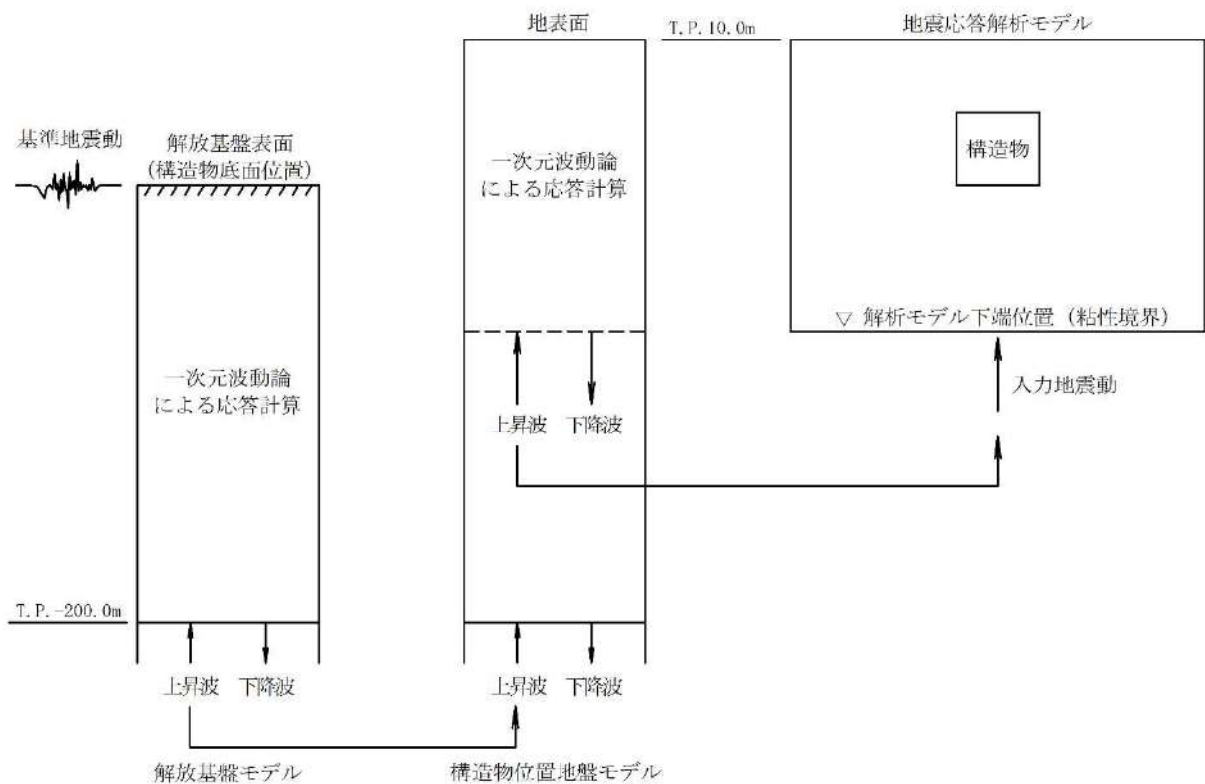 地表面
T.P.10.0m
地震応答解析モデル
基準地震動
解放基盤表面
(構造物底面位置)
一次元波動論
による応答計算
構造物
▽ 解析モデル下端位置（粘性境界）
一次元波動論
による応答計算
上昇波
下降波
入力地震動
T.P.-200.0m
上昇波
下降波
上昇波
下降波
解放基盤モデル
構造物位置地盤モデル